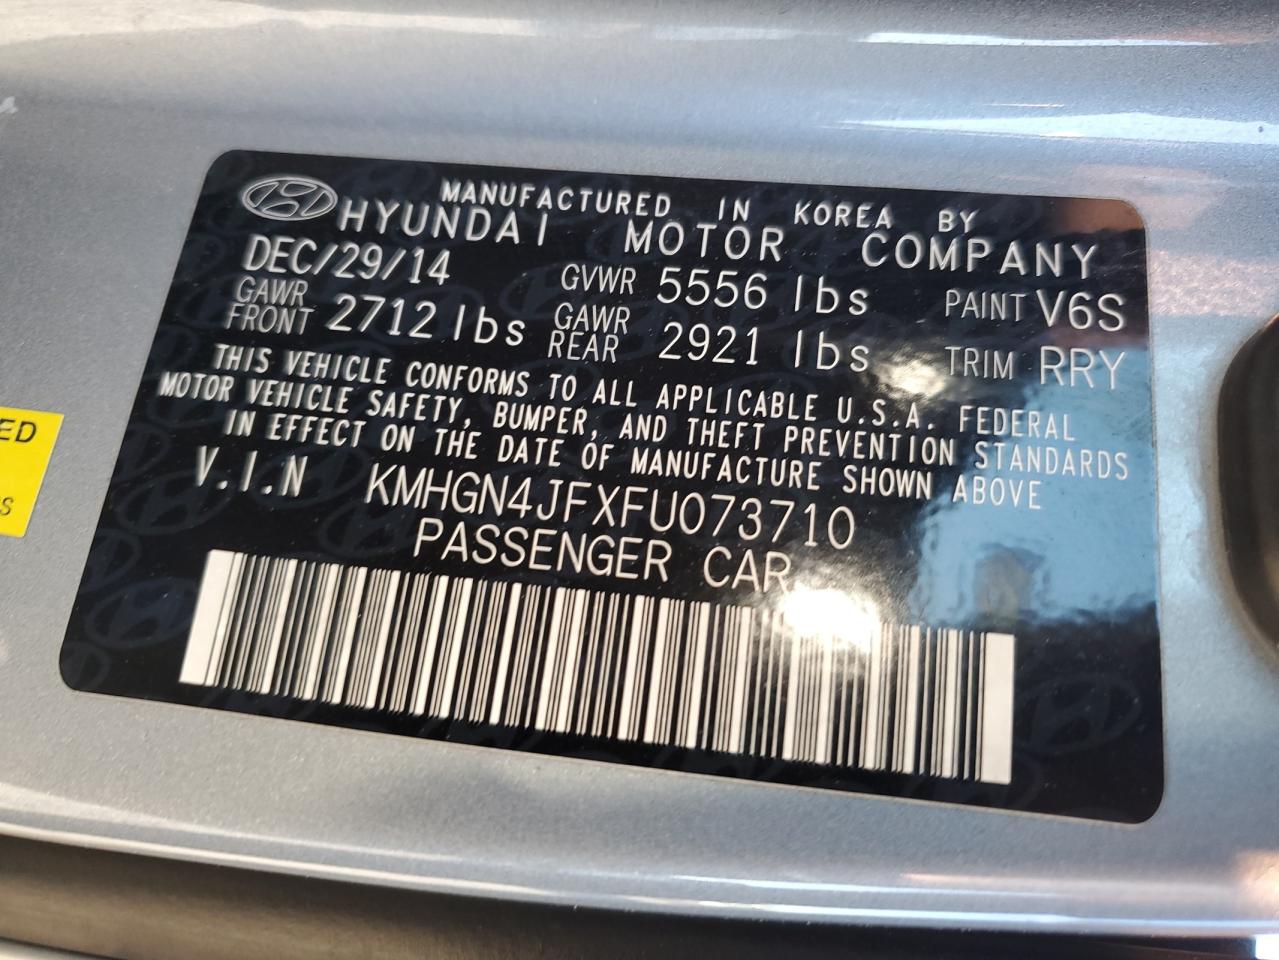 MANUFACTURED IN KOREA BY
HYUNDAI MOTOR COMPANY
DEC/29/14 GVWR 5556 lbs PAINT V6S
GAWR FRONT 2712 lbs GAWR REAR 2921 lbs TRIM RRY
THIS VEHICLE CONFORMS TO ALL APPLICABLE U.S.A. FEDERAL
MOTOR VEHICLE SAFETY, BUMPER, AND THEFT PREVENTION STANDARDS
IN EFFECT ON THE DATE OF MANUFACTURE SHOWN ABOVE
V.I.N KMHGN4JFXFU073710
PASSENGER CAR
ED
S